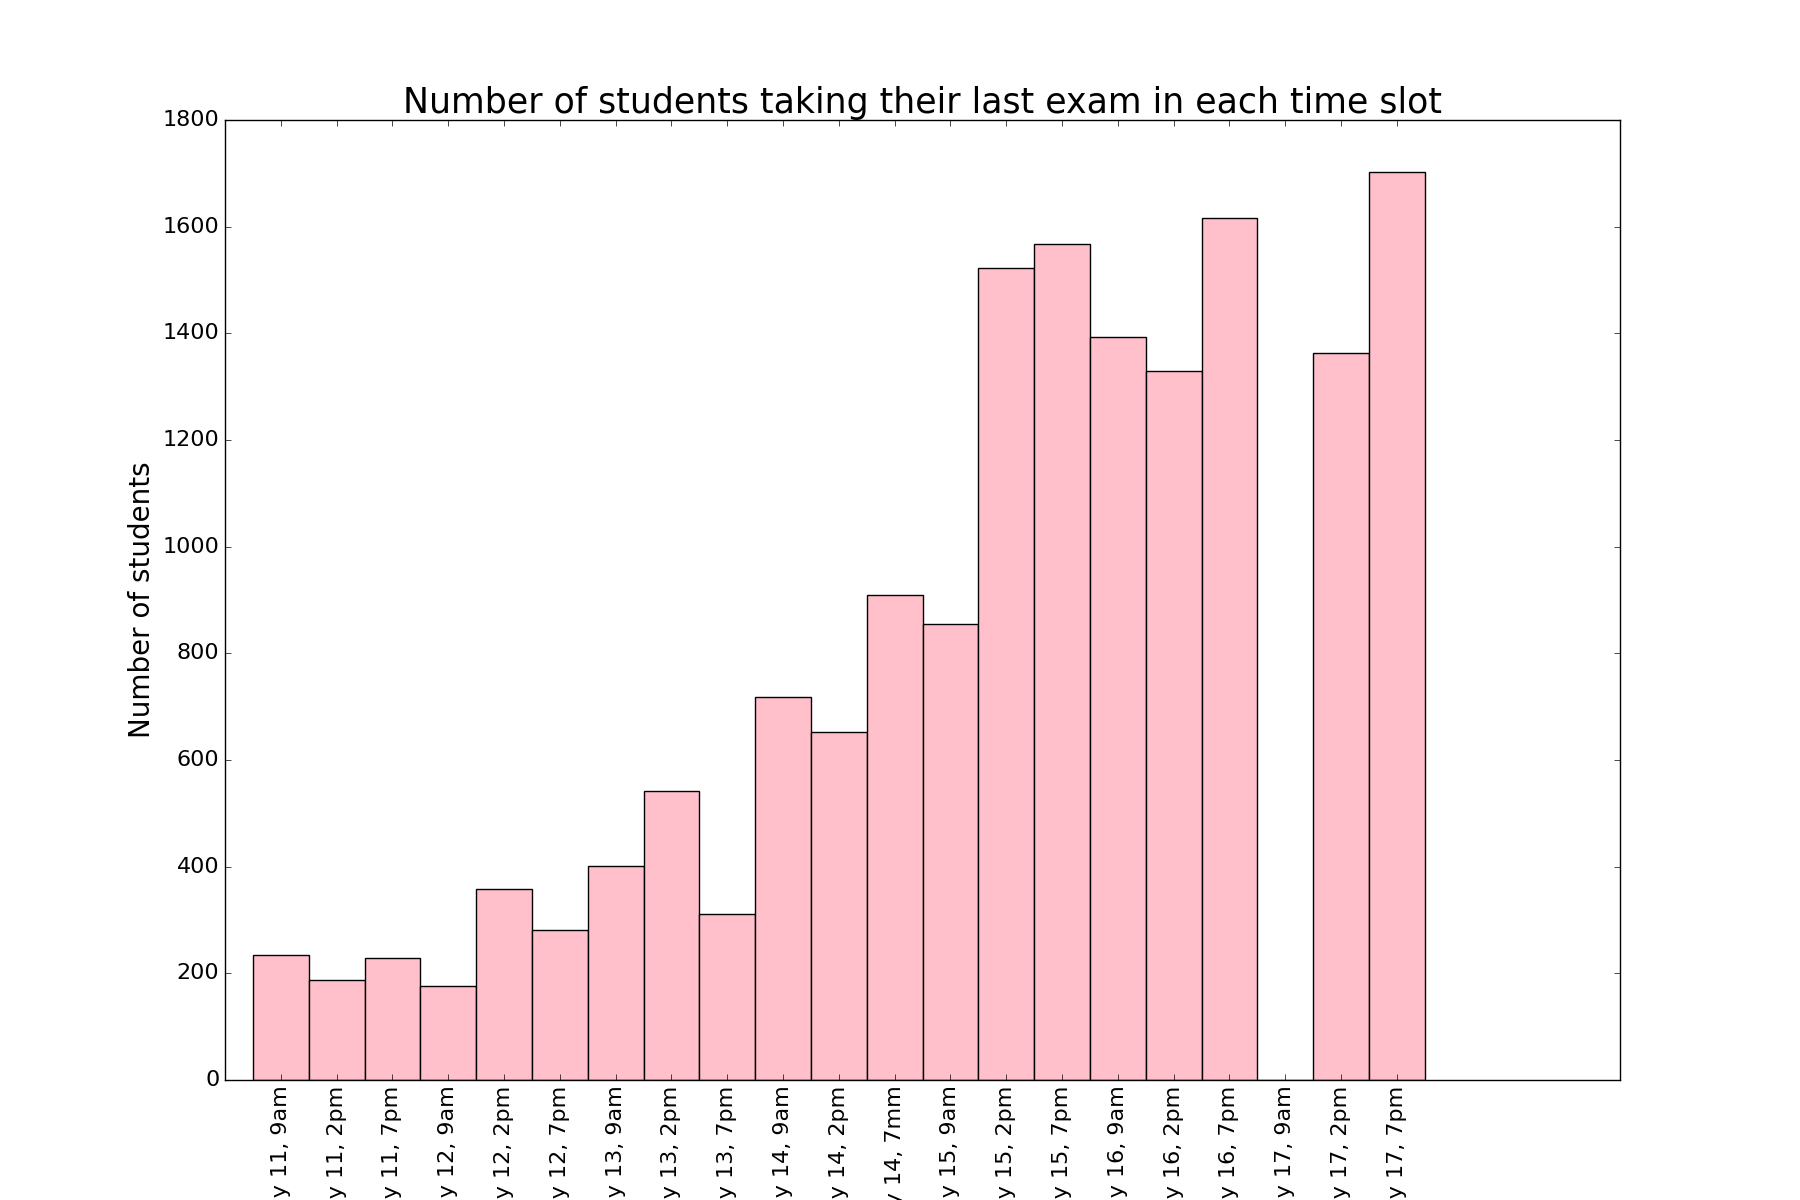 Number of students taking their last exam in each time slot
Number of students
1800
1600
1400
1200
1000
800
600
400
200
0
y 11, 9am
y 11, 2pm
y 11, 7pm
y 12, 9am
y 12, 2pm
y 12, 7pm
y 13, 9am
y 13, 2pm
y 13, 7pm
y 14, 9am
y 14, 2pm
y 14, 7mm
y 15, 9am
y 15, 2pm
y 15, 7pm
y 16, 9am
y 16, 2pm
y 16, 7pm
y 17, 9am
y 17, 2pm
y 17, 7pm